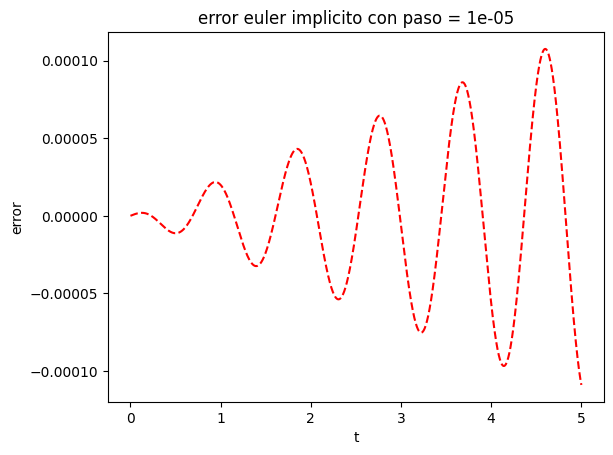 error euler implicito con paso = 1e-05
0.00010
0.00005
0.00000
−0.00005
−0.00010
error
0 1 2 3 4 5
t